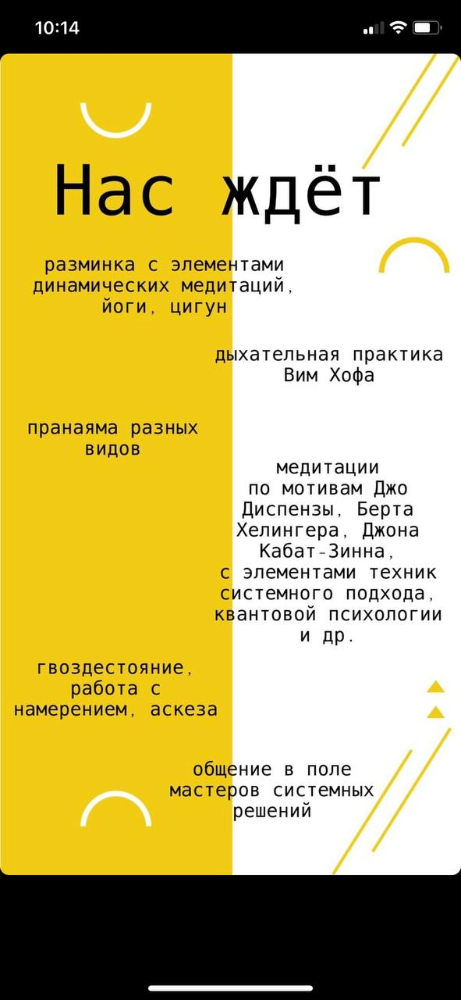 10:14
Нас ждёт
разминка с элементами
динамических медитаций,
йоги, цигун
дыхательная практика
Вим Хофа
пранаяма разных
видов
медитации
по мотивам Джо
Диспензы, Берта
Хелингера, Джона
Кабат-Зинна,
с элементами техник
системного подхода,
квантовой психологии
и др.
гвоздестояние,
работа с
намерением, аскеза
общение в поле
мастеров системных
решений